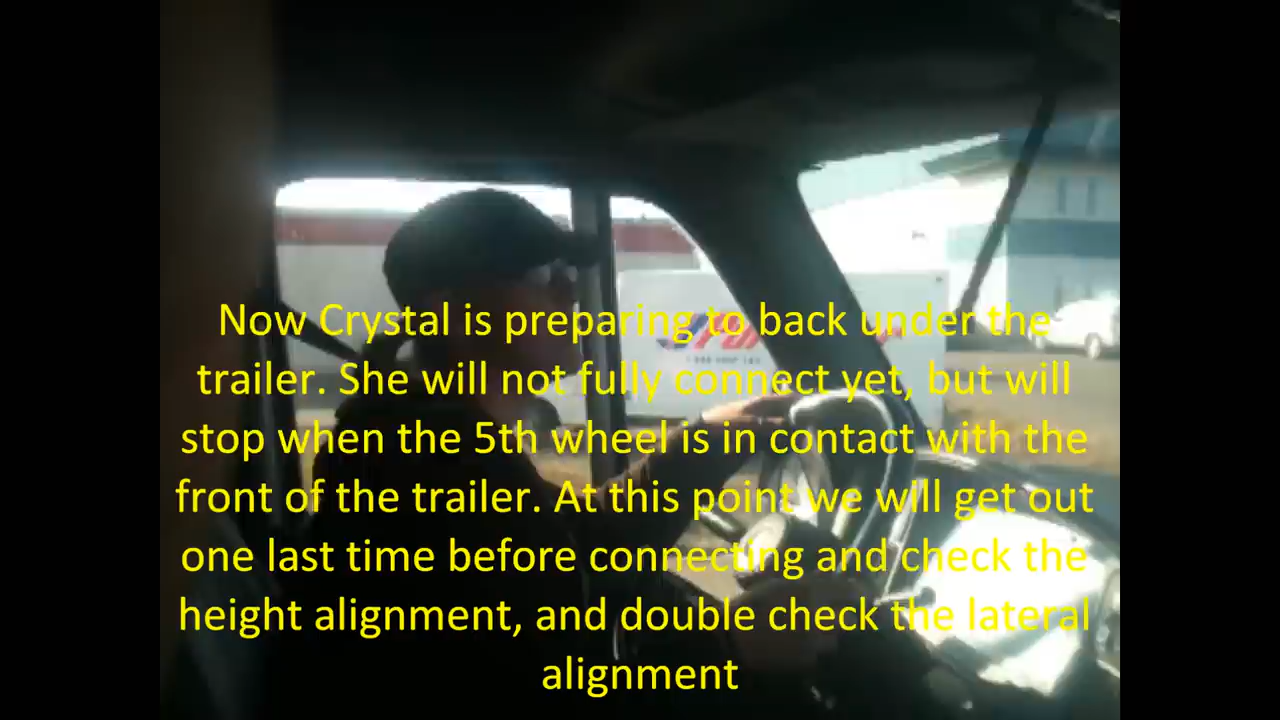 Now Crystal is preparing to back under the
trailer. She will not fully connect yet, but will
stop when the 5th wheel is in contact with the
front of the trailer. At this point we will get out
one last time before connecting and check the
height alignment, and double check the lateral
alignment